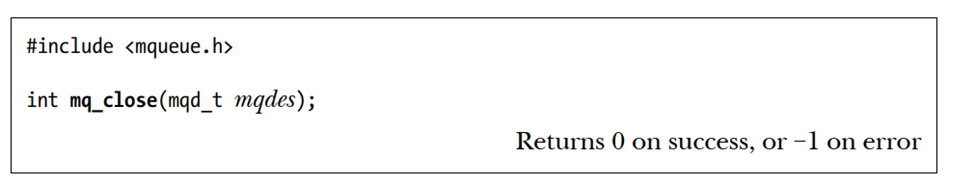 #include <mqueue.h>
int mq_close(mqd_t mqdes);
Returns 0 on success, or −1 on error